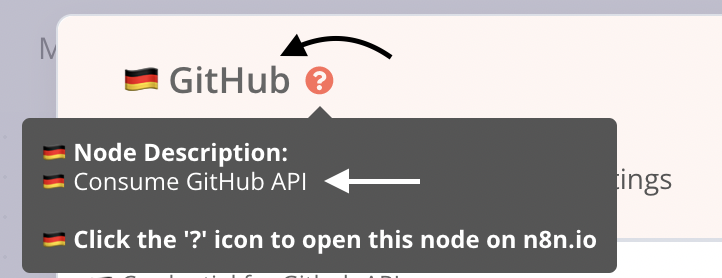 M
🇩🇪 GitHub ?
🇩🇪 Node Description:
🇩🇪 Consume GitHub API
tings
🇩🇪 Click the '?' icon to open this node on n8n.io